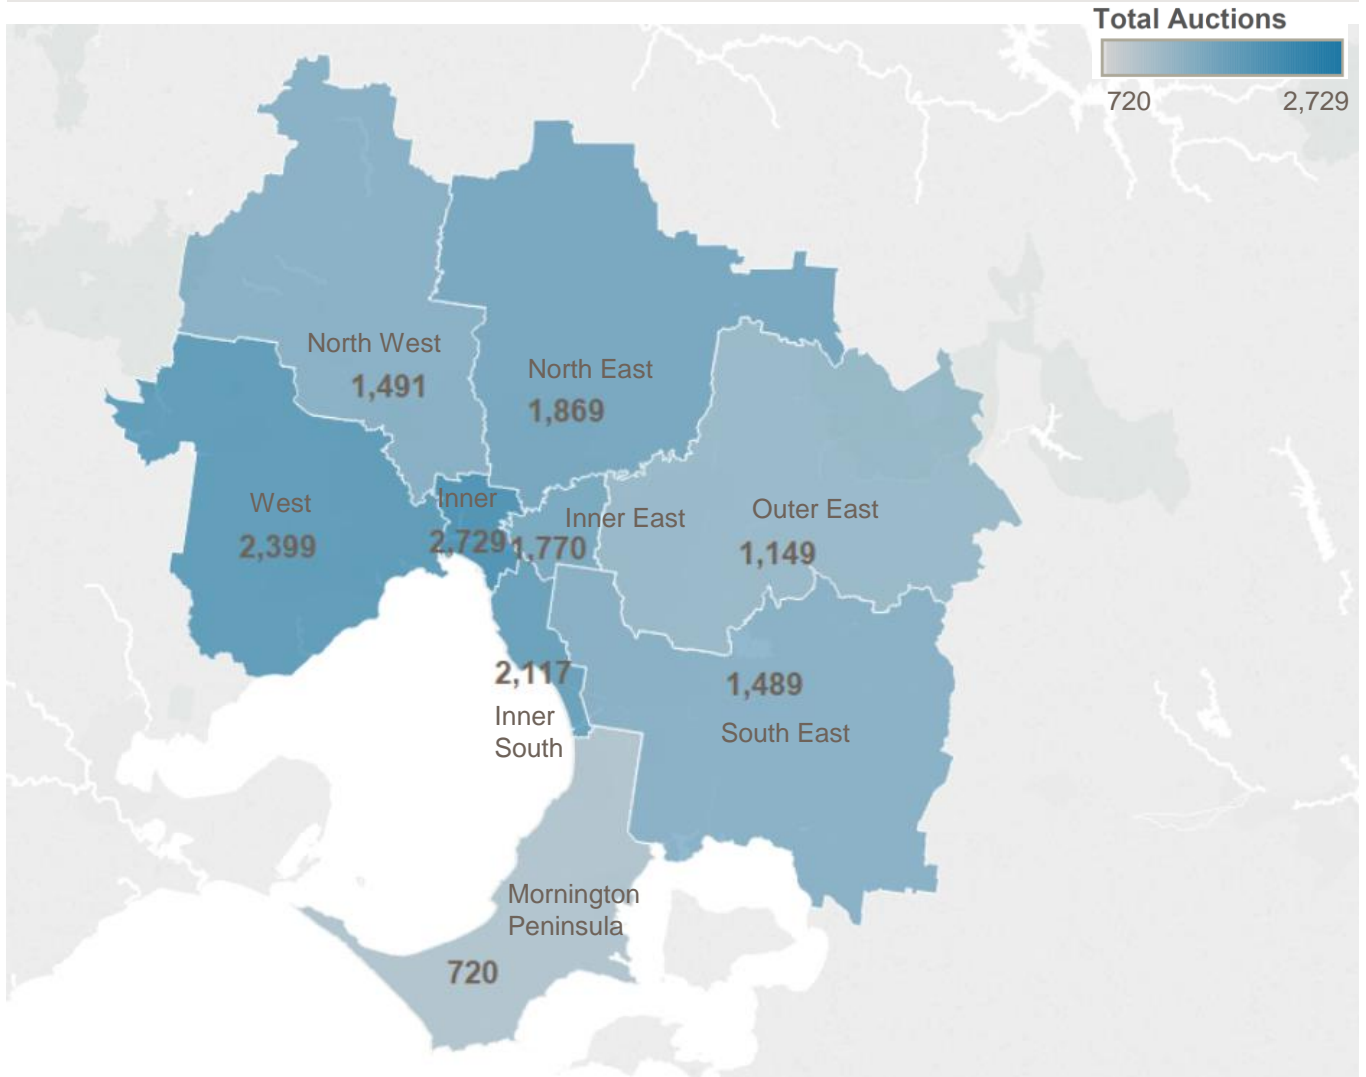 Total Auctions
720 2,729
North West
1,491
North East
1,869
West
2,399
Inner
2,729
Inner East
1,770
Outer East
1,149
2,117
Inner
South
1,489
South East
Mornington
Peninsula
720